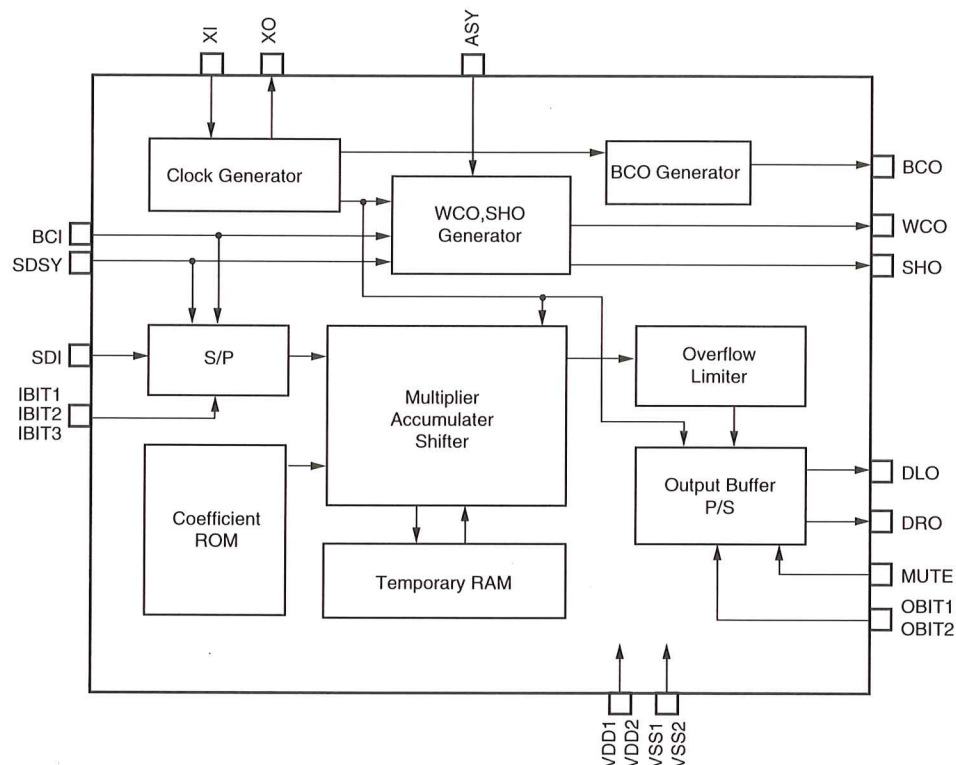 XI
XO
ASY
Clock Generator
BCO Generator
BCO
WCO,SHO
Generator
WCO
BCI
SDSY
SHO
SDI
S/P
IBIT1
IBIT2
IBIT3
Multiplier
Accumulater
Shifter
Overflow
Limiter
Coefficient
ROM
Output Buffer
P/S
DLO
DRO
Temporary RAM
MUTE
OBIT1
OBIT2
VDD1
VDD2
VSS1
VSS2